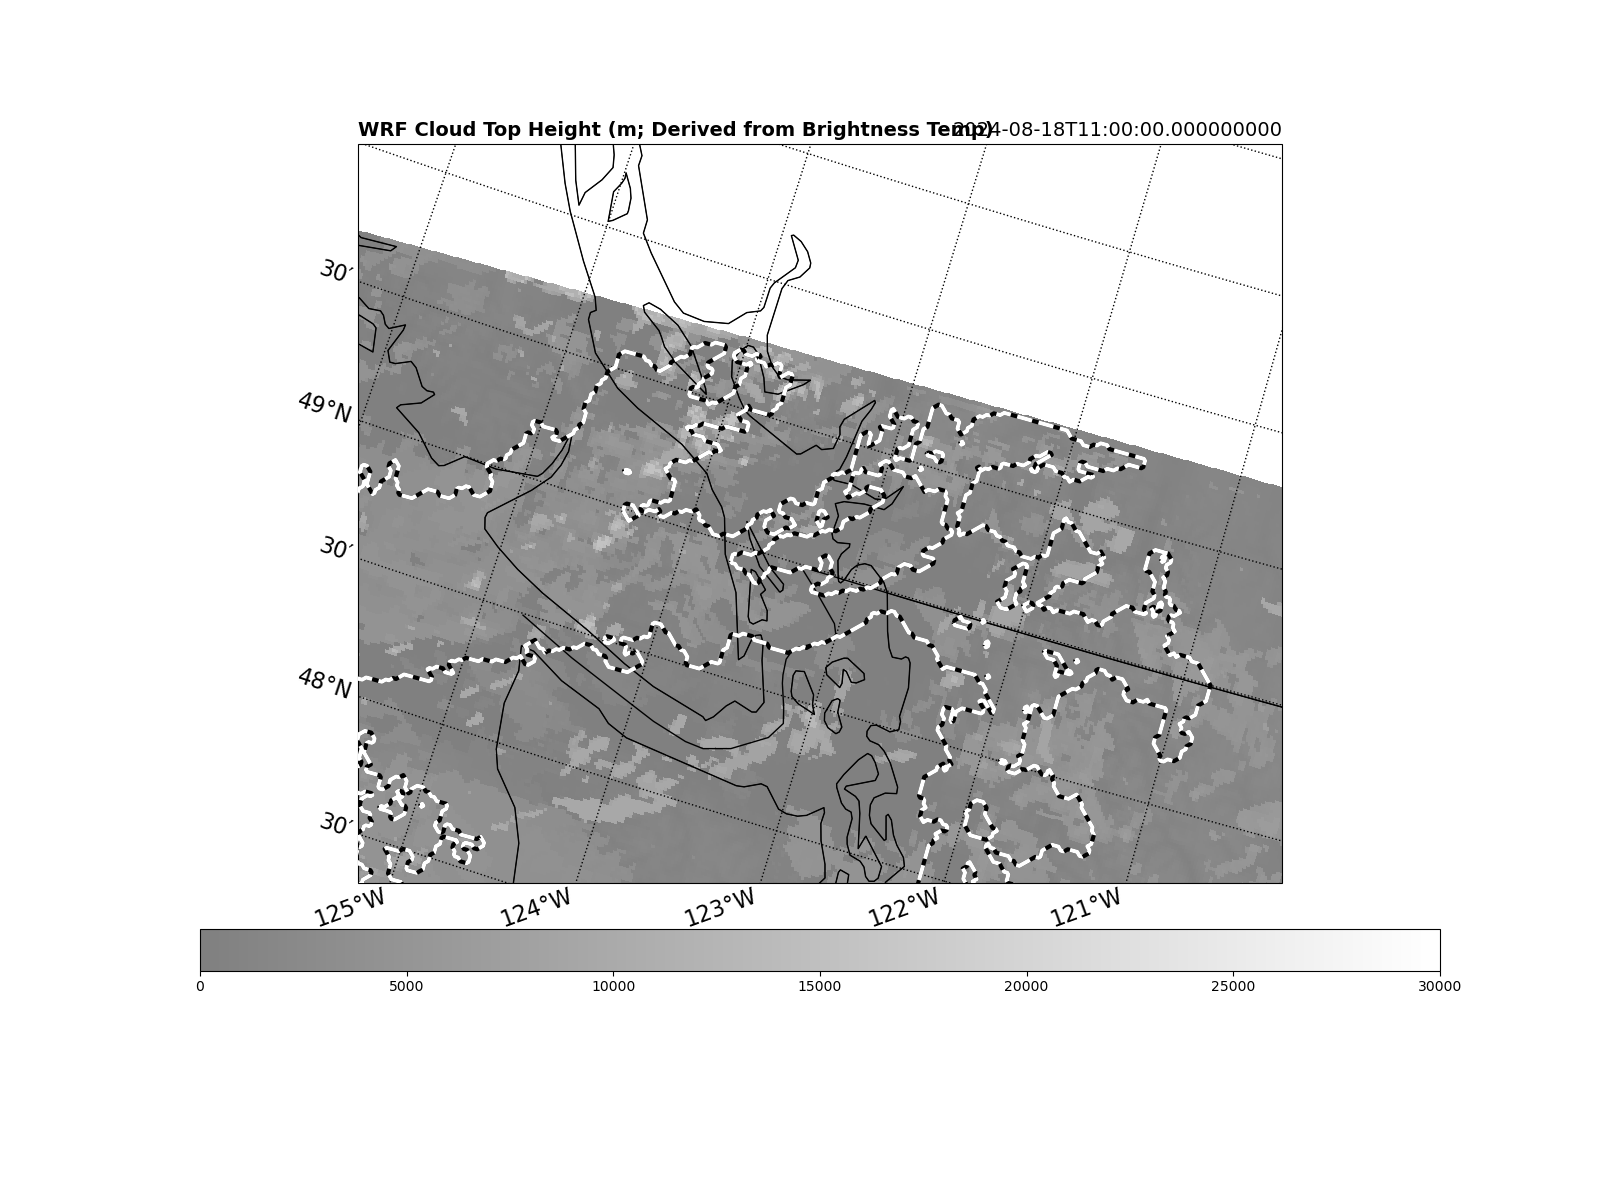 WRF Cloud Top Height (m; Derived from Brightness Temp) 2024-08-18T11:00:00.000000000
30′
49°N
30′
48°N
30′
125°W 124°W 123°W 122°W 121°W
0 5000 10000 15000 20000 25000 30000